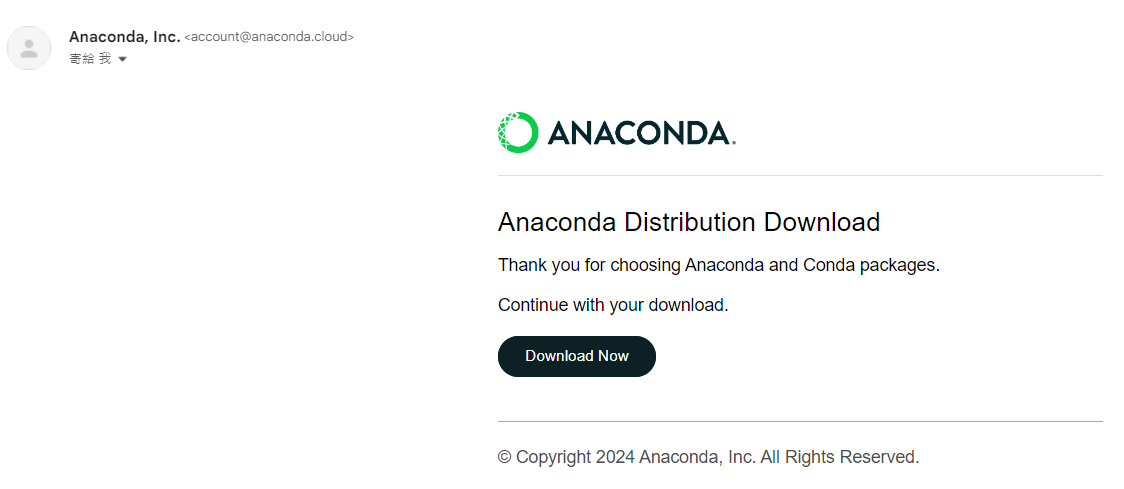 Anaconda, Inc. <account@anaconda.cloud>
寄給 我
ANACONDA.
Anaconda Distribution Download
Thank you for choosing Anaconda and Conda packages.
Continue with your download.
Download Now
© Copyright 2024 Anaconda, Inc. All Rights Reserved.